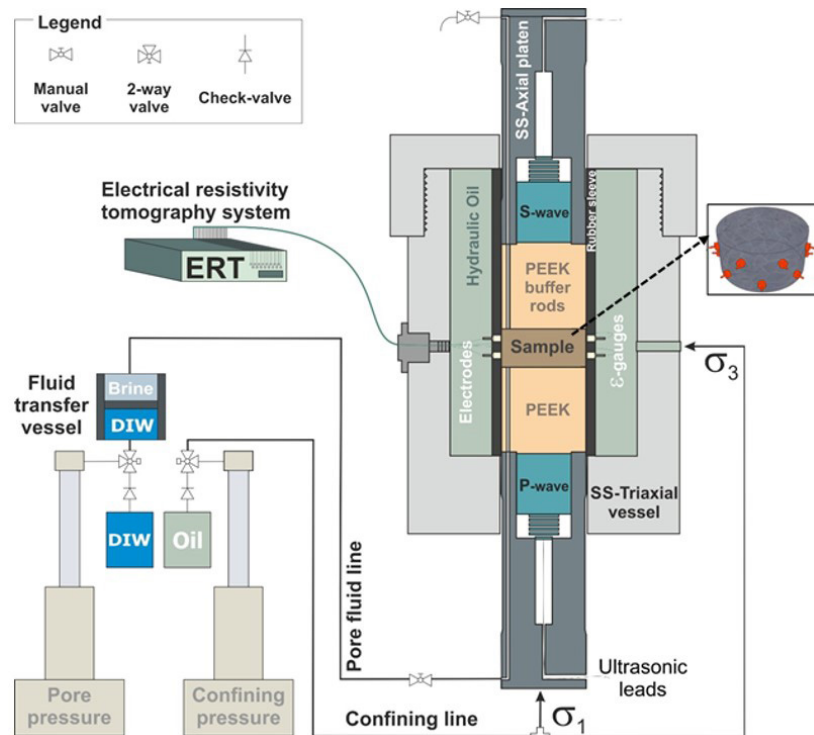 Legend
Manual
valve
2-way
valve
Check-valve
SS-Axial platen
Electrical resistivity
tomography system
ERT
Hydraulic Oil
S-wave
Rubber sleeve
PEEK
buffer
rods
Sample
Electrodes
ε-gauges
σ3
Fluid
transfer
vessel
Brine
DIW
PEEK
P-wave
SS-Triaxial
vessel
DIW
Oil
Pore fluid line
Pore
pressure
Confining
pressure
Ultrasonic
leads
Confining line
σ1